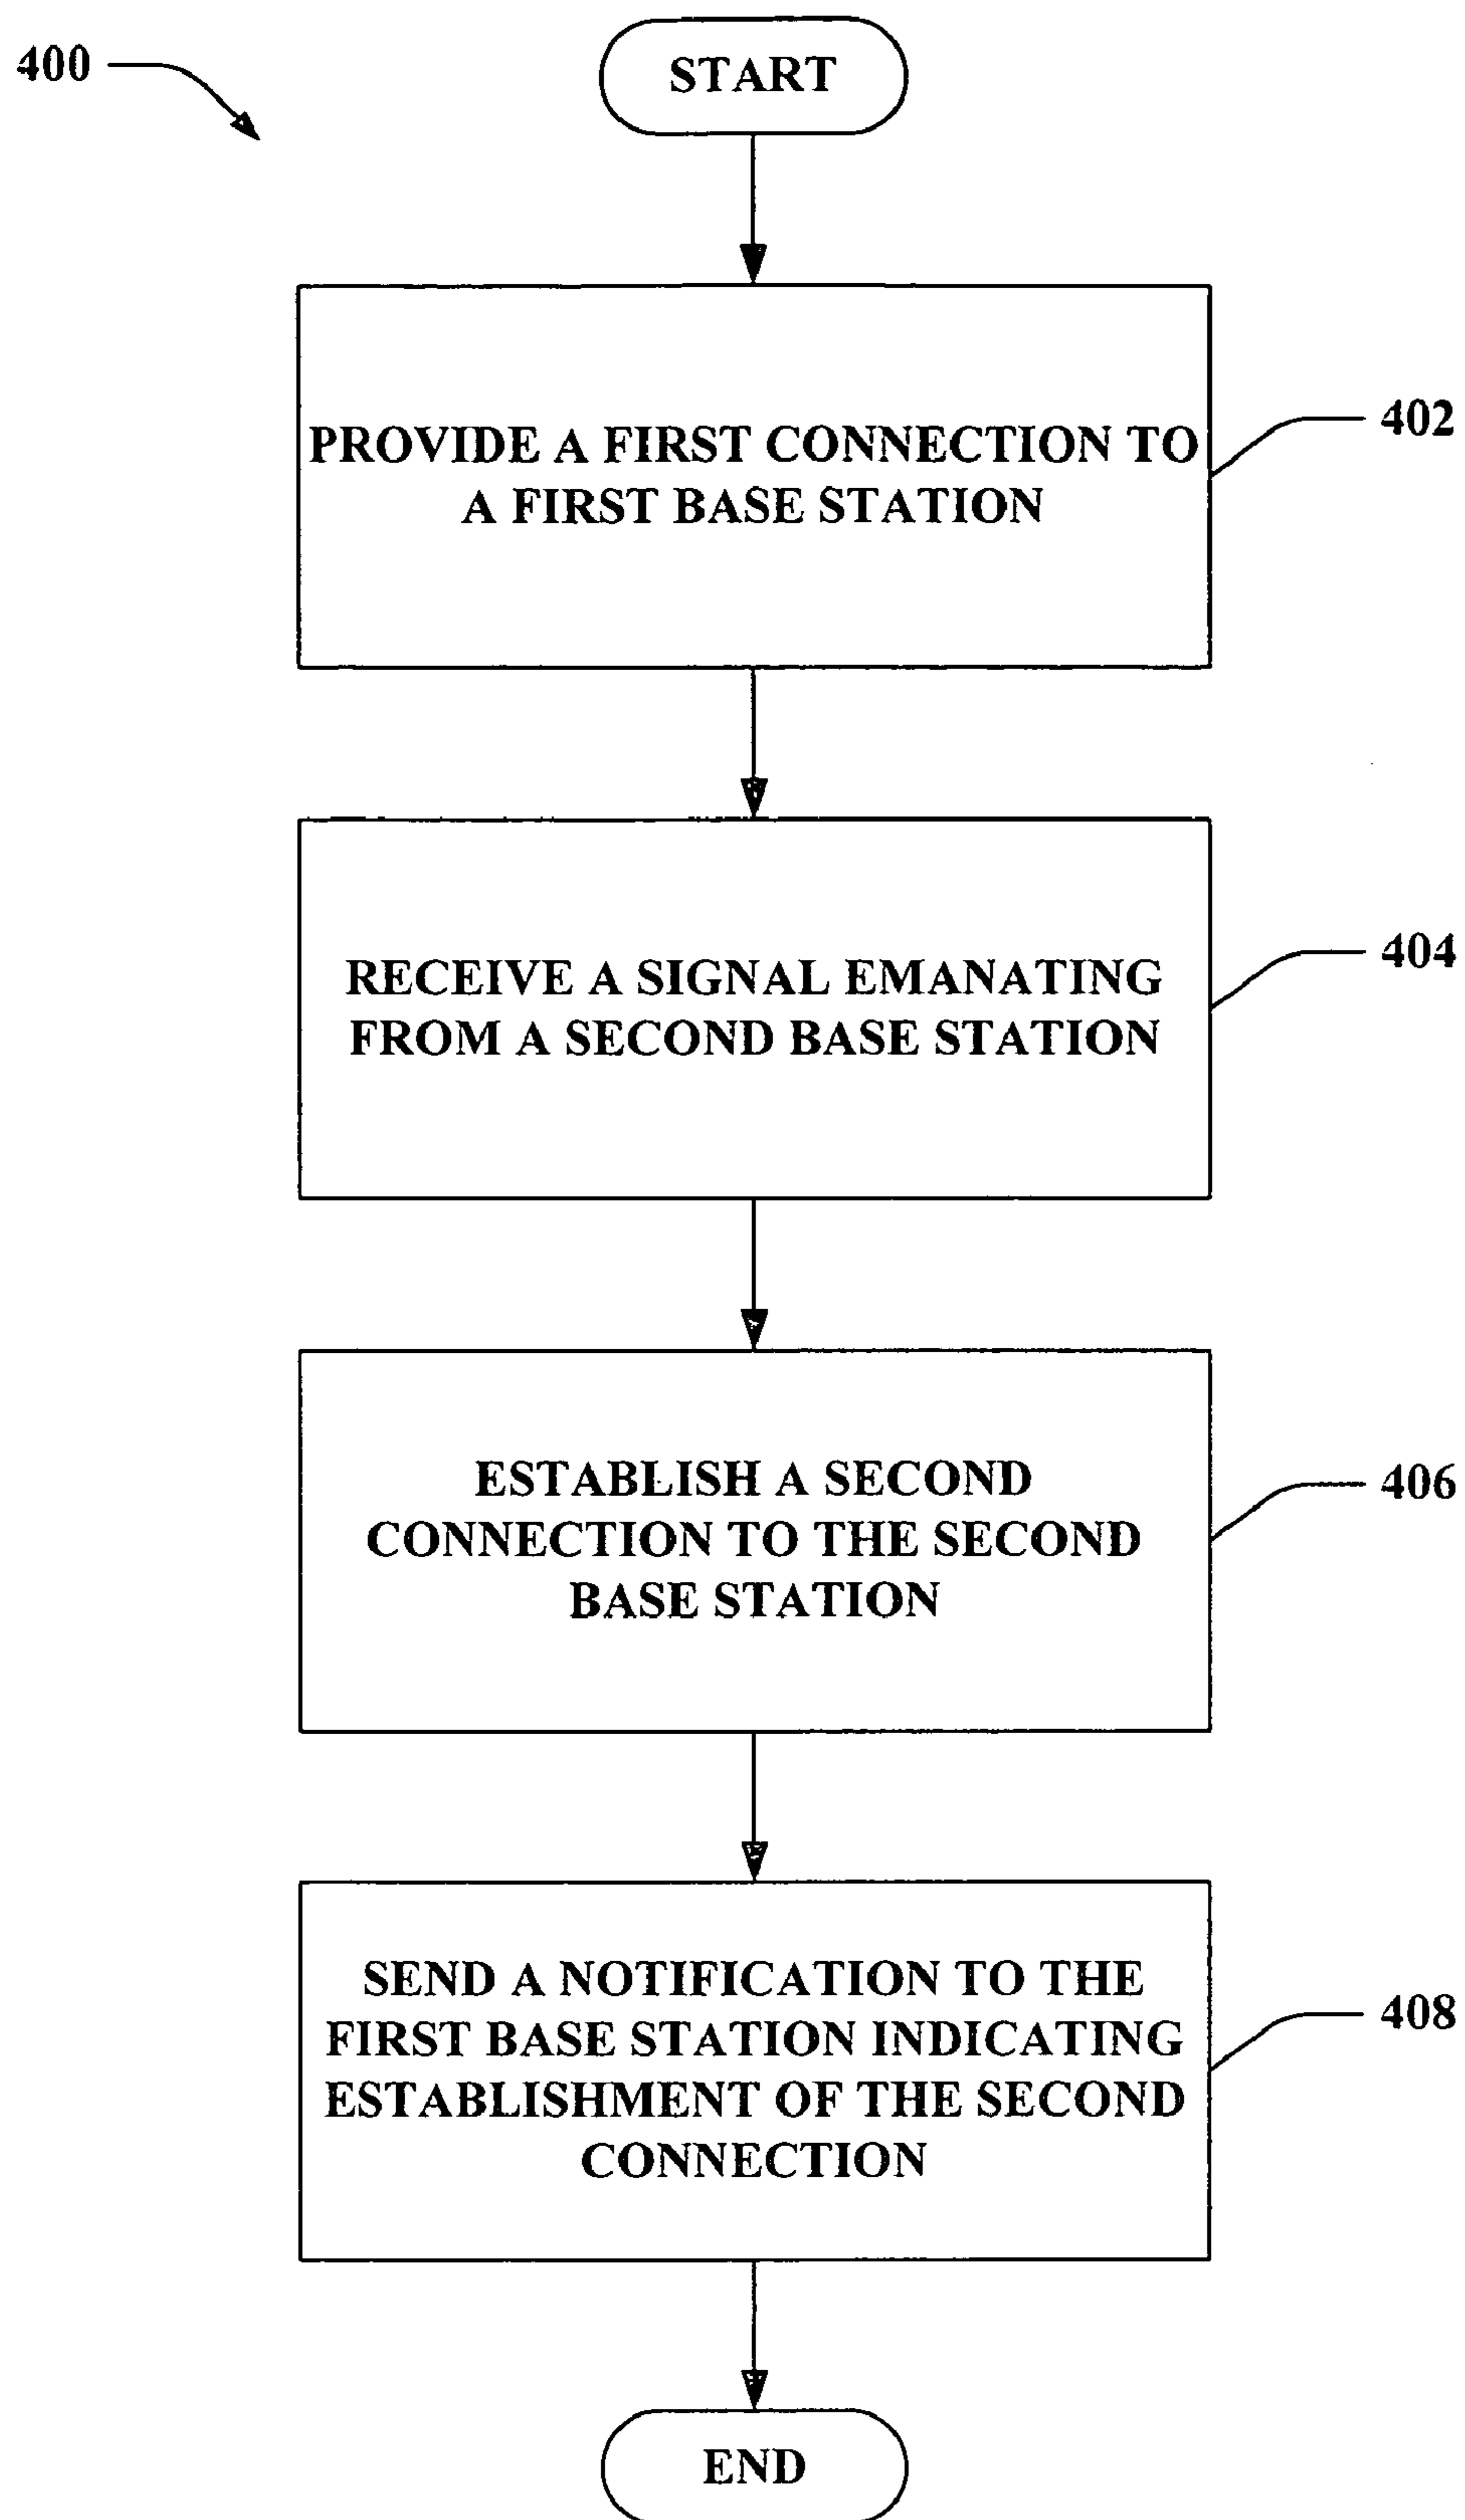 400
START
PROVIDE A FIRST CONNECTION TO
A FIRST BASE STATION
402
RECEIVE A SIGNAL EMANATING
FROM A SECOND BASE STATION
404
ESTABLISH A SECOND
CONNECTION TO THE SECOND
BASE STATION
406
SEND A NOTIFICATION TO THE
FIRST BASE STATION INDICATING
ESTABLISHMENT OF THE SECOND
CONNECTION
408
END